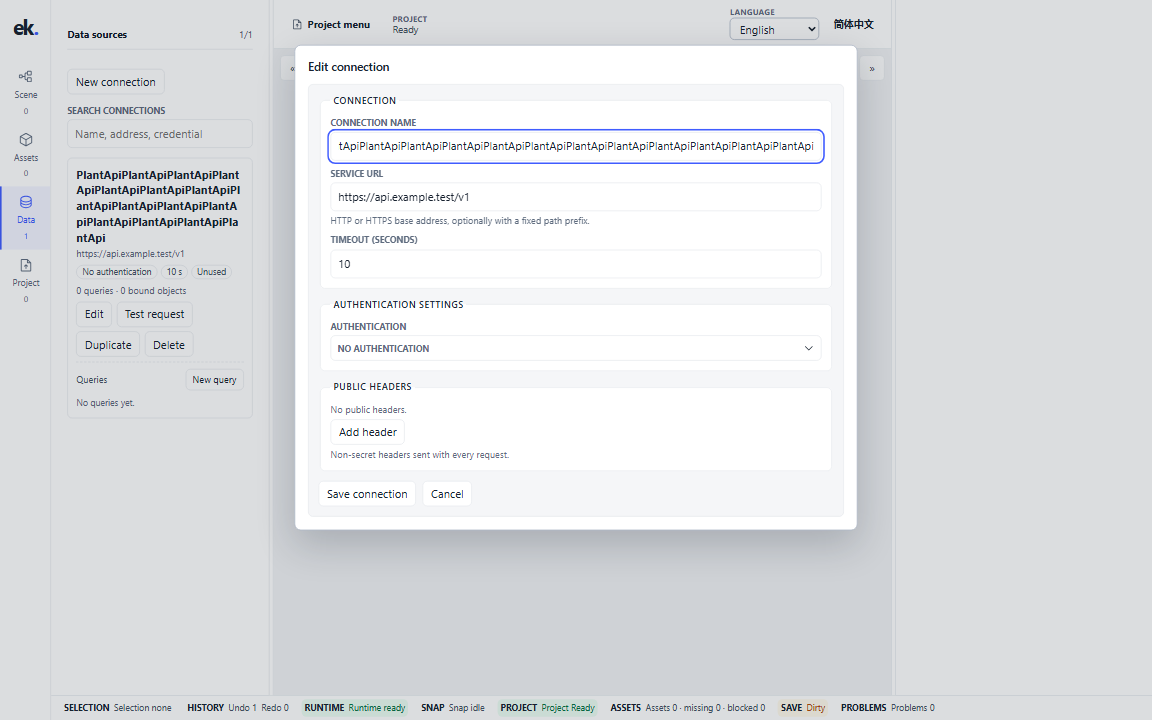 ek.
Scene
0
Assets
0
Data
1
Project
0
Data sources
1/1
New connection
SEARCH CONNECTIONS
Name, address, credential
PlantApiPlantApiPlantApiPlant
ApiPlantApiPlantApiPlantApiPl
antApiPlantApiPlantApiPlantA
piPlantApiPlantApiPlantApiPla
ntApi
https://api.example.test/v1
No authentication 10 s Unused
0 queries · 0 bound objects
Edit Test request
Duplicate Delete
Queries New query
No queries yet.
Project menu
PROJECT
Ready
LANGUAGE
English
简体中文
«
»
Edit connection
CONNECTION
CONNECTION NAME
tApiPlantApiPlantApiPlantApiPlantApiPlantApiPlantApiPlantApiPlantApiPlantApiPlantApiPlantApi
SERVICE URL
https://api.example.test/v1
HTTP or HTTPS base address, optionally with a fixed path prefix.
TIMEOUT (SECONDS)
10
AUTHENTICATION SETTINGS
AUTHENTICATION
NO AUTHENTICATION
PUBLIC HEADERS
No public headers.
Add header
Non-secret headers sent with every request.
Save connection Cancel
SELECTION Selection none HISTORY Undo 1 Redo 0 RUNTIME Runtime ready SNAP Snap idle PROJECT Project Ready ASSETS Assets 0 · missing 0 · blocked 0 SAVE Dirty PROBLEMS Problems 0